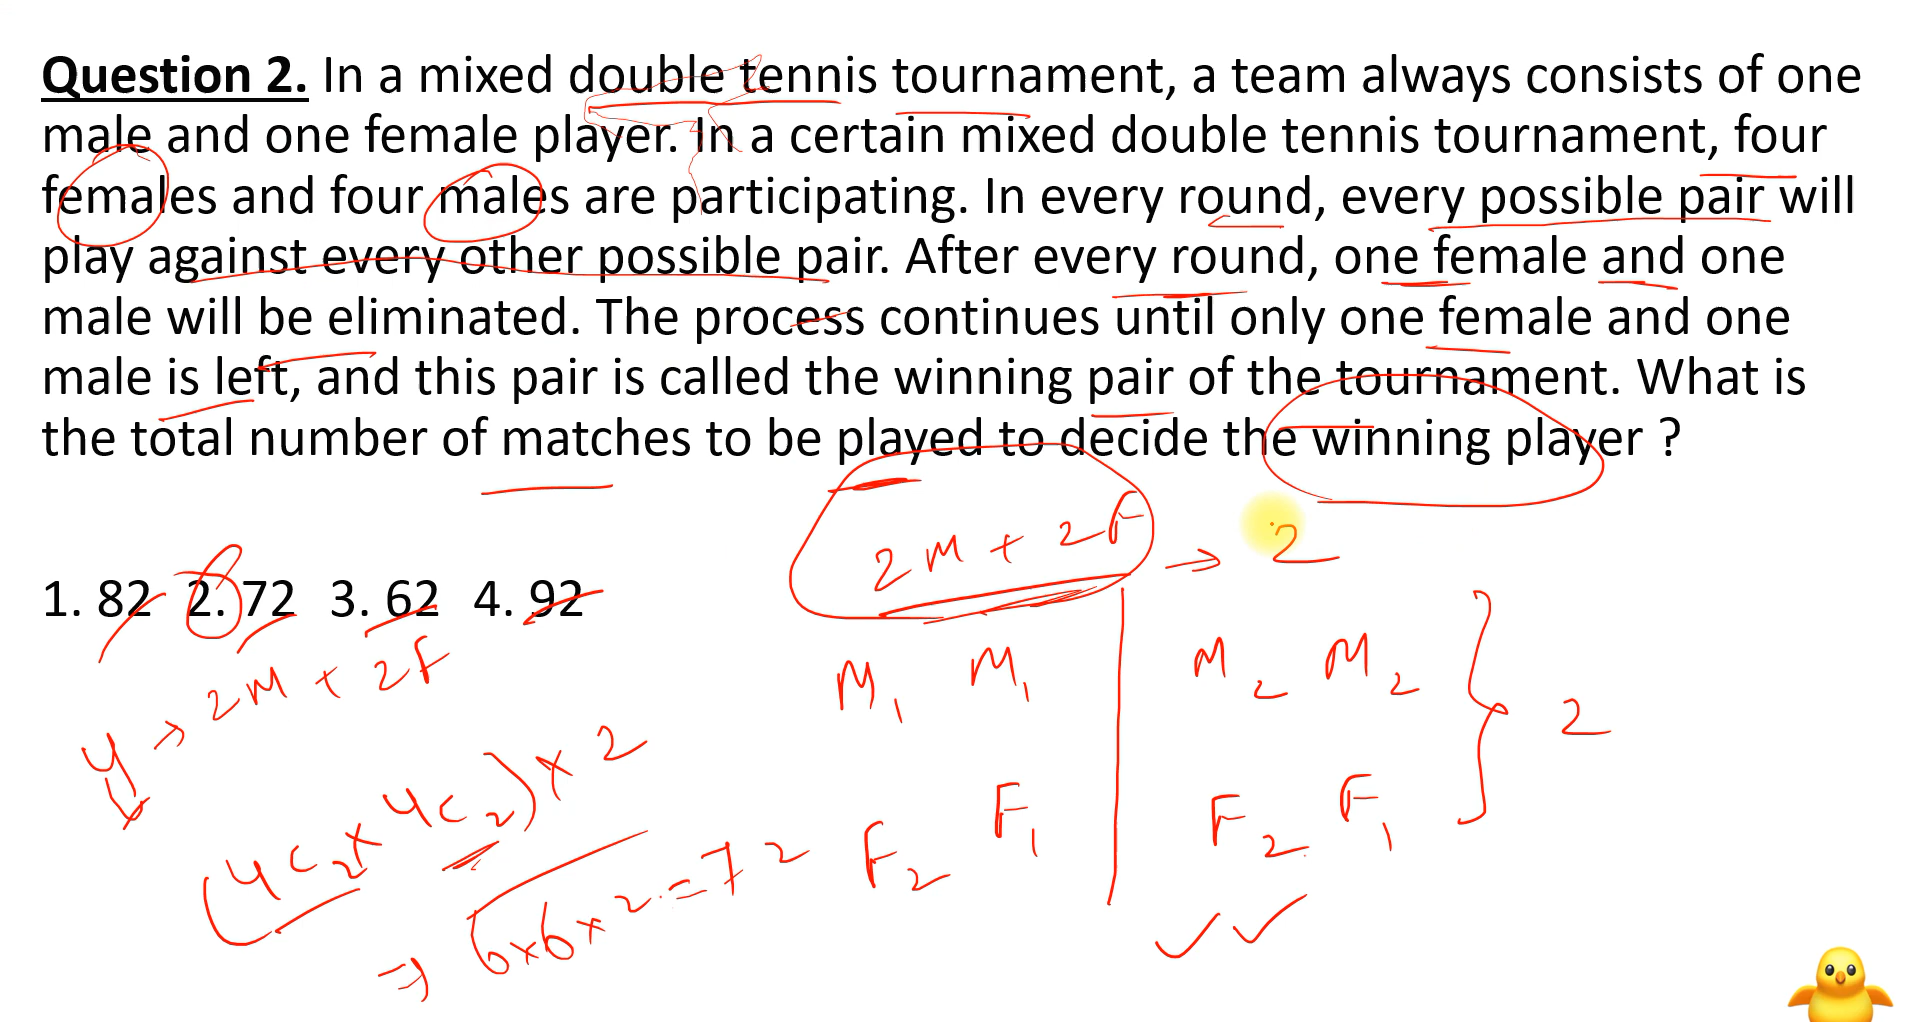 Question 2. In a mixed double tennis tournament, a team always consists of one
male and one female player. In a certain mixed double tennis tournament, four
females and four males are participating. In every round, every possible pair will
play against every other possible pair. After every round, one female and one
male will be eliminated. The process continues until only one female and one
male is left, and this pair is called the winning pair of the tournament. What is
the total number of matches to be played to decide the winning player ?
2M + 2F → 2
1. 82 2. 72 3. 62 4. 92
M₁ M₁ M₂ M₂ } 2
F₂ F₁ F₂ F₁
4 → 2M + 2F
(4C₂ × 4C₂) × 2
⇒ 6×6×2 = 72